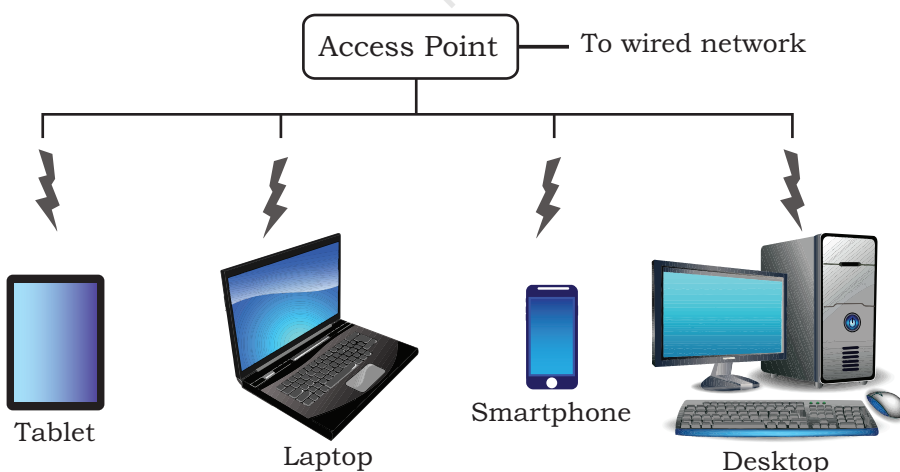 Access Point
To wired network
Tablet
Laptop
Smartphone
Desktop